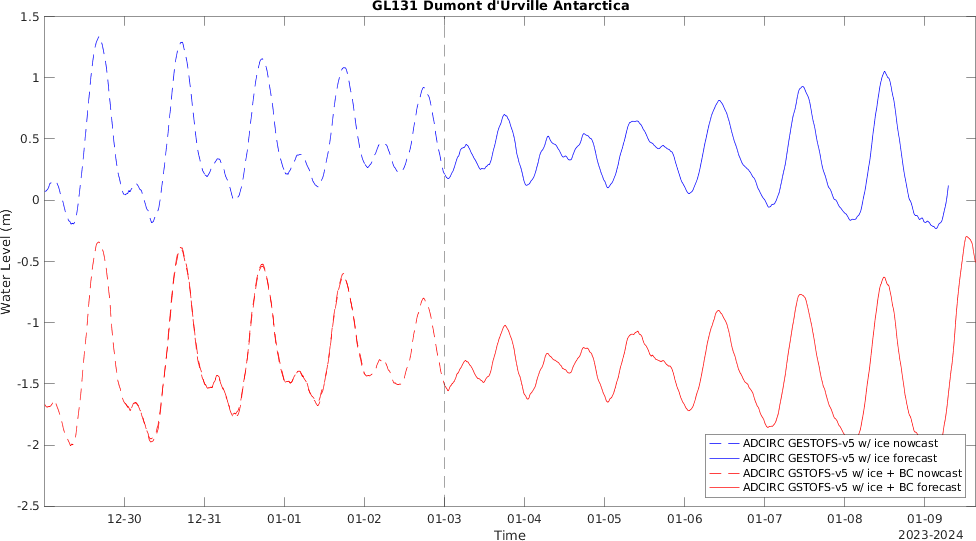 GL131 Dumont d'Urville Antarctica
1.5
1
0.5
0
-0.5
-1
-1.5
-2
-2.5
Water Level (m)
ADCIRC GESTOFS-v5 w/ ice nowcast
ADCIRC GESTOFS-v5 w/ ice forecast
ADCIRC GSTOFS-v5 w/ ice + BC nowcast
ADCIRC GSTOFS-v5 w/ ice + BC forecast
12-30 12-31 01-01 01-02 01-03 01-04 01-05 01-06 01-07 01-08 01-09
Time
2023-2024